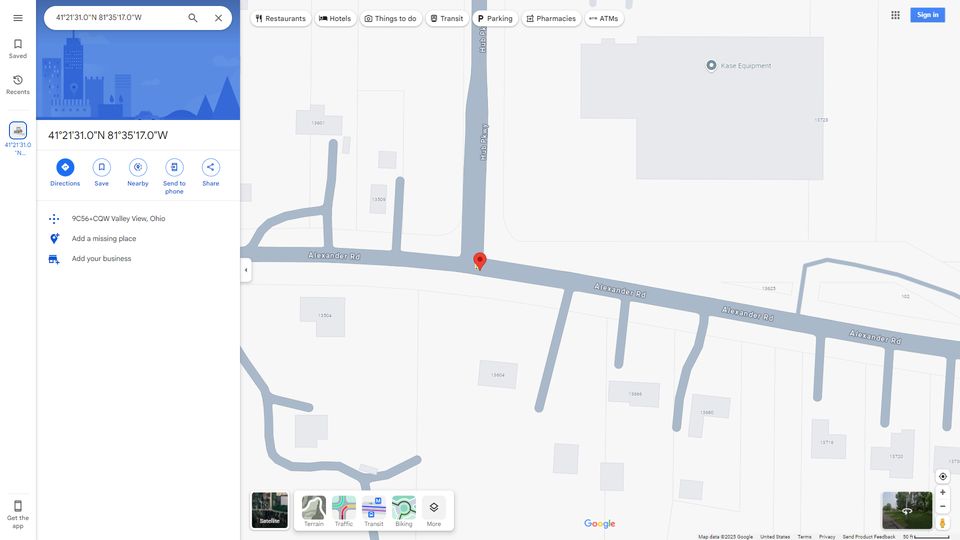 41°21'31.0"N 81°35'17.0"W
Restaurants
Hotels
Things to do
Transit
Parking
Pharmacies
ATMs
Sign in
Saved
Recents
41°21'31.0
"N...
41°21'31.0"N 81°35'17.0"W
Directions
Save
Nearby
Send to
phone
Share
9C56+CQW Valley View, Ohio
Add a missing place
Add your business
Get the
app
Hub Pkwy
Kase Equipment
13723
13607
13509
Alexander Rd
Alexander Rd
Alexander Rd
Alexander Rd
13625
102
13504
13604
13666
13680
13716
13720
Satellite
Terrain
Traffic
Transit
Biking
More
Google
Map data ©2025 Google
United States
Terms
Privacy
Send Product Feedback
50 ft